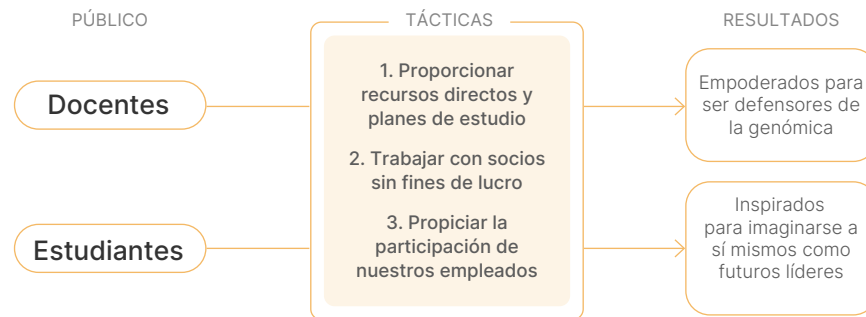 PÚBLICO
TÁCTICAS
RESULTADOS
Docentes
1. Proporcionar
recursos directos y
planes de estudio
2. Trabajar con socios
sin fines de lucro
3. Propiciar la
participación de
nuestros empleados
Empoderados para
ser defensores de
la genómica
Estudiantes
Inspirados
para imaginarse a
sí mismos como
futuros líderes